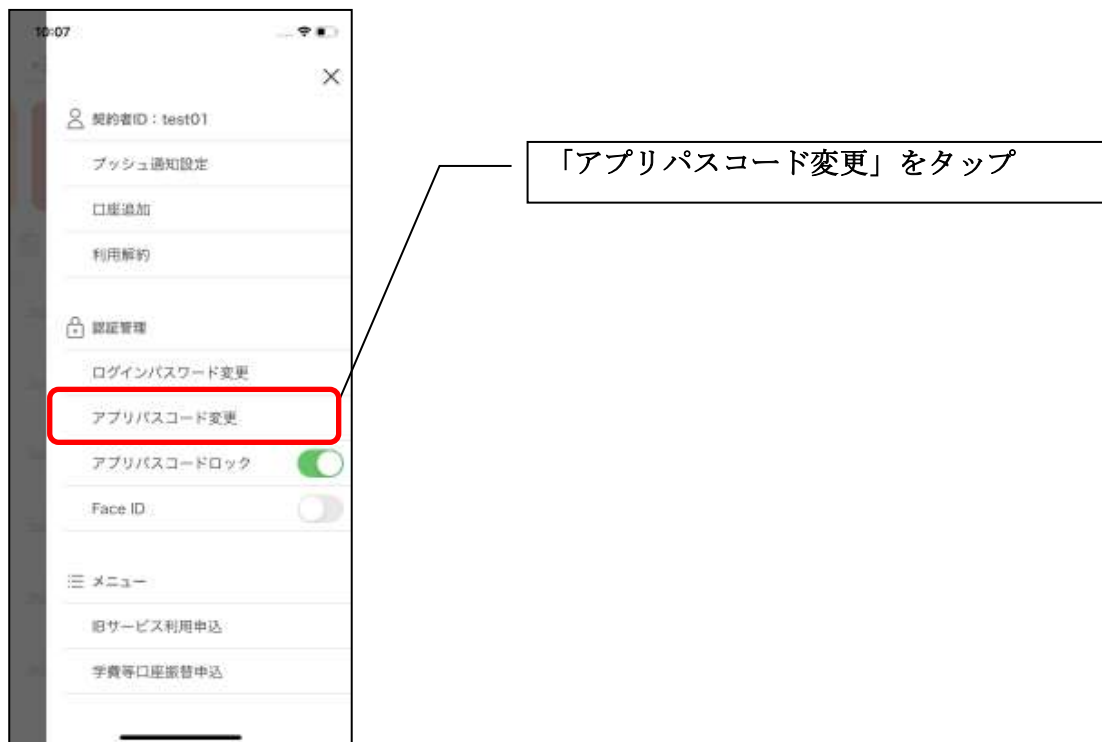 10:07
契約者ID：test01
プッシュ通知設定
口座追加
利用解約
認証管理
ログインパスワード変更
アプリパスコード変更
アプリパスコードロック
Face ID
メニュー
旧サービス利用申込
学費等口座振替申込
「アプリパスコード変更」をタップ